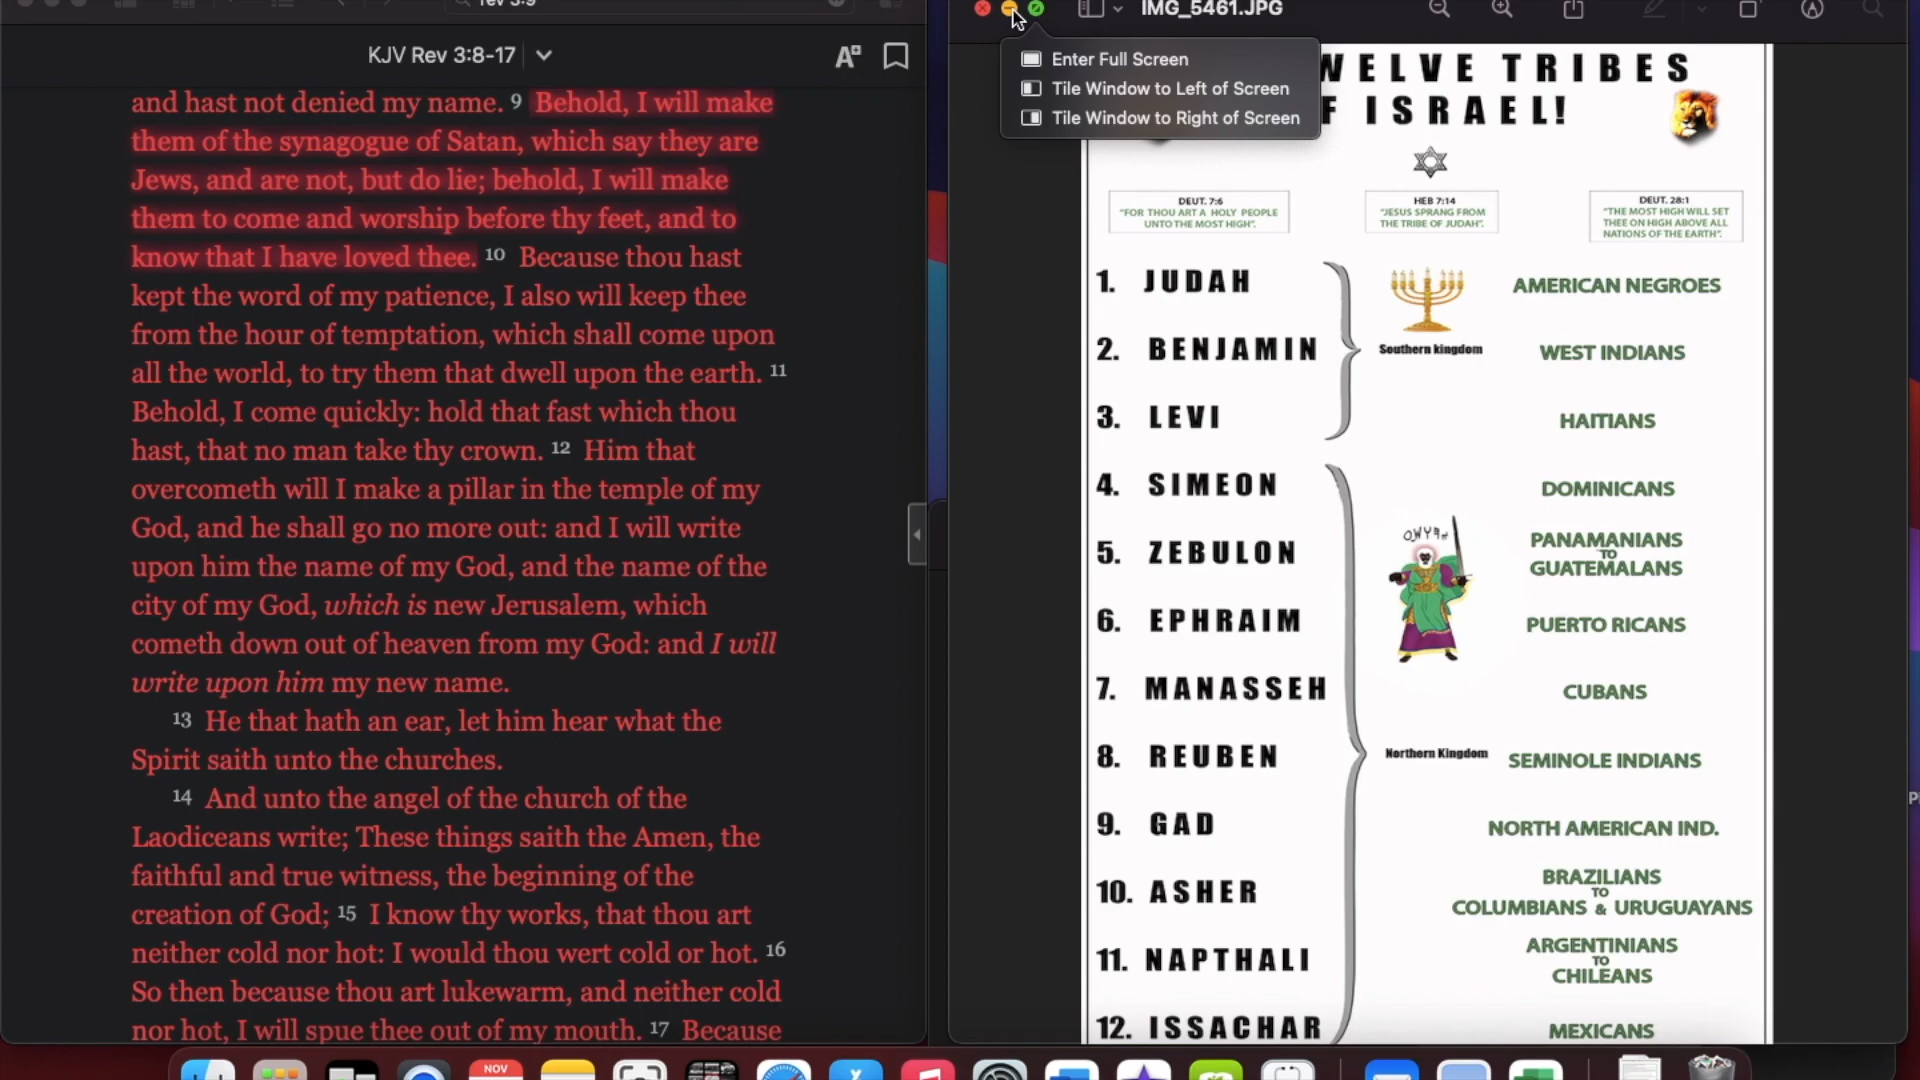 rev 3:9
KJV Rev 3:8-17
and hast not denied my name. 9 Behold, I will make
them of the synagogue of Satan, which say they are
Jews, and are not, but do lie; behold, I will make
them to come and worship before thy feet, and to
know that I have loved thee. 10 Because thou hast
kept the word of my patience, I also will keep thee
from the hour of temptation, which shall come upon
all the world, to try them that dwell upon the earth. 11
Behold, I come quickly: hold that fast which thou
hast, that no man take thy crown. 12 Him that
overcometh will I make a pillar in the temple of my
God, and he shall go no more out: and I will write
upon him the name of my God, and the name of the
city of my God, which is new Jerusalem, which
cometh down out of heaven from my God: and I will
write upon him my new name.
13 He that hath an ear, let him hear what the
Spirit saith unto the churches.
14 And unto the angel of the church of the
Laodiceans write; These things saith the Amen, the
faithful and true witness, the beginning of the
creation of God; 15 I know thy works, that thou art
neither cold nor hot: I would thou wert cold or hot. 16
So then because thou art lukewarm, and neither cold
nor hot, I will spue thee out of my mouth. 17 Because
IMG_5461.JPG
Enter Full Screen
Tile Window to Left of Screen
Tile Window to Right of Screen
WELVE TRIBES
F ISRAEL!
DEUT. 7:6
"FOR THOU ART A HOLY PEOPLE
UNTO THE MOST HIGH".
HEB 7:14
"JESUS SPRANG FROM
THE TRIBE OF JUDAH".
DEUT. 28:1
"THE MOST HIGH WILL SET
THEE ON HIGH ABOVE ALL
NATIONS OF THE EARTH".
1. JUDAH
AMERICAN NEGROES
2. BENJAMIN
Southern kingdom
WEST INDIANS
3. LEVI
HAITIANS
4. SIMEON
DOMINICANS
5. ZEBULON
PANAMANIANS
TO
GUATEMALANS
6. EPHRAIM
PUERTO RICANS
7. MANASSEH
CUBANS
8. REUBEN
Northern Kingdom
SEMINOLE INDIANS
9. GAD
NORTH AMERICAN IND.
10. ASHER
BRAZILIANS
TO
COLUMBIANS & URUGUAYANS
11. NAPTHALI
ARGENTINIANS
TO
CHILEANS
12. ISSACHAR
MEXICANS
NOV